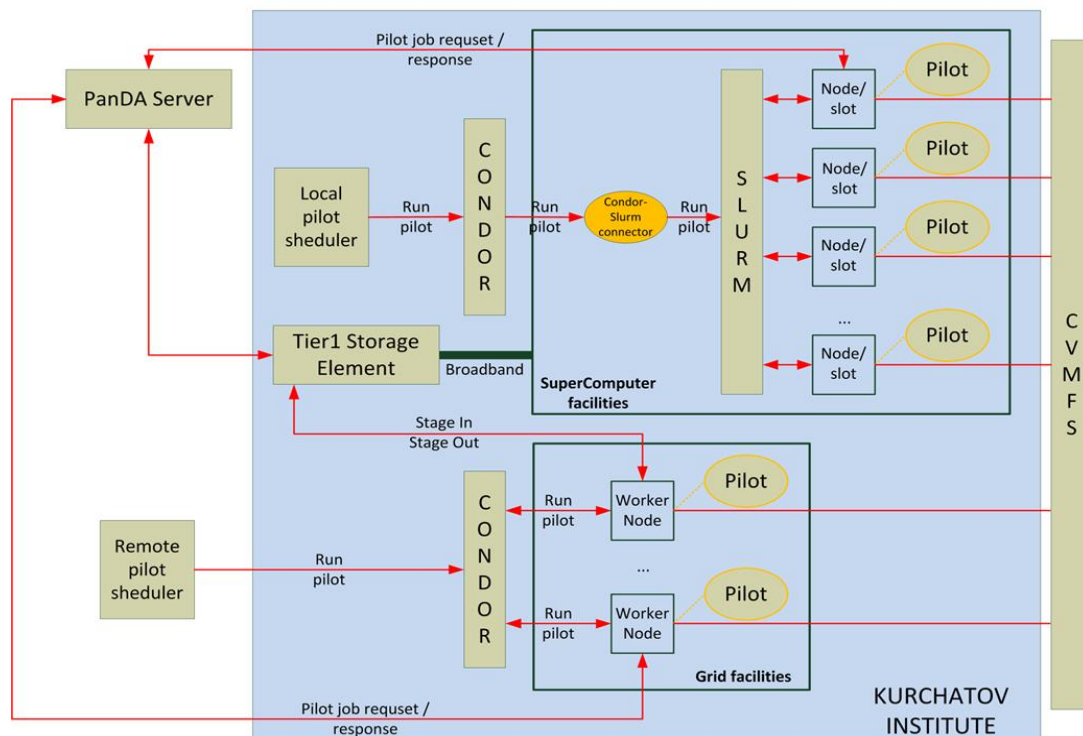 Pilot job requset /
response
PanDA Server
Node/
slot
Pilot
C
O
N
D
O
R
Local
pilot
sheduler
Run
pilot
Run
pilot
Condor-
Slurm
connector
Run
pilot
S
L
U
R
M
Node/
slot
Pilot
Node/
slot
Pilot
...
Node/
slot
Pilot
Tier1 Storage
Element
Broadband
SuperComputer
facilities
C
V
M
F
S
Stage In
Stage Out
C
O
N
D
O
R
Run
pilot
Worker
Node
Pilot
...
Remote
pilot
sheduler
Run
pilot
Run
pilot
Worker
Node
Pilot
Grid facilities
Pilot job requset /
response
KURCHATOV
INSTITUTE